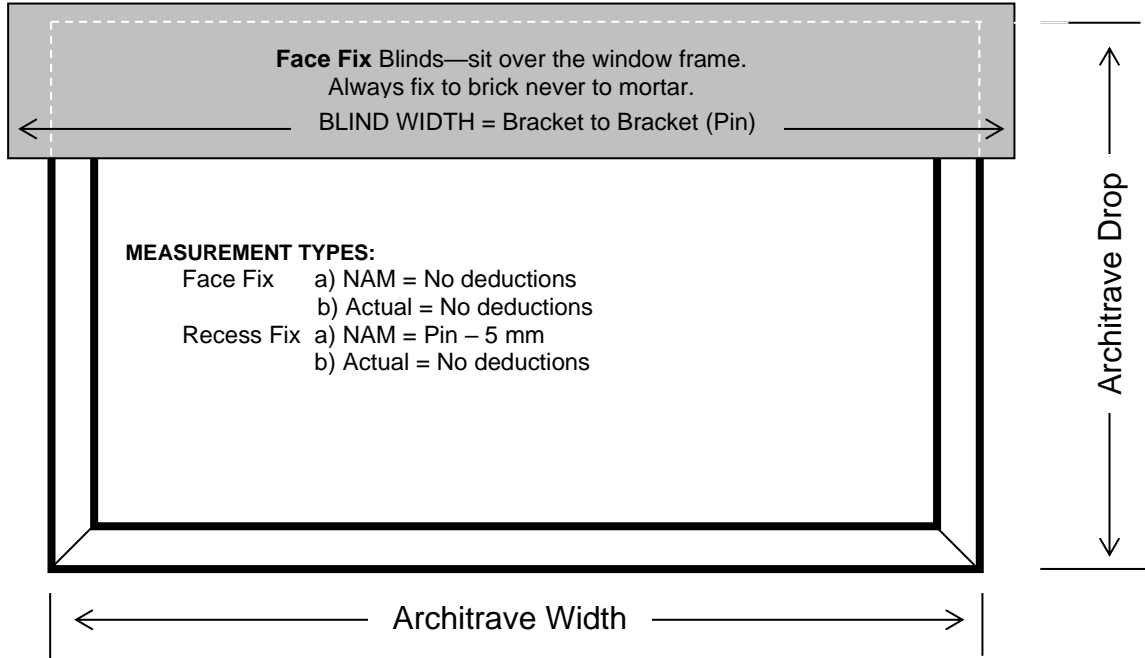 Face Fix Blinds—sit over the window frame.
Always fix to brick never to mortar.
BLIND WIDTH = Bracket to Bracket (Pin)
MEASUREMENT TYPES:
Face Fix a) NAM = No deductions
b) Actual = No deductions
Recess Fix a) NAM = Pin – 5 mm
b) Actual = No deductions
Architrave Drop
Architrave Width